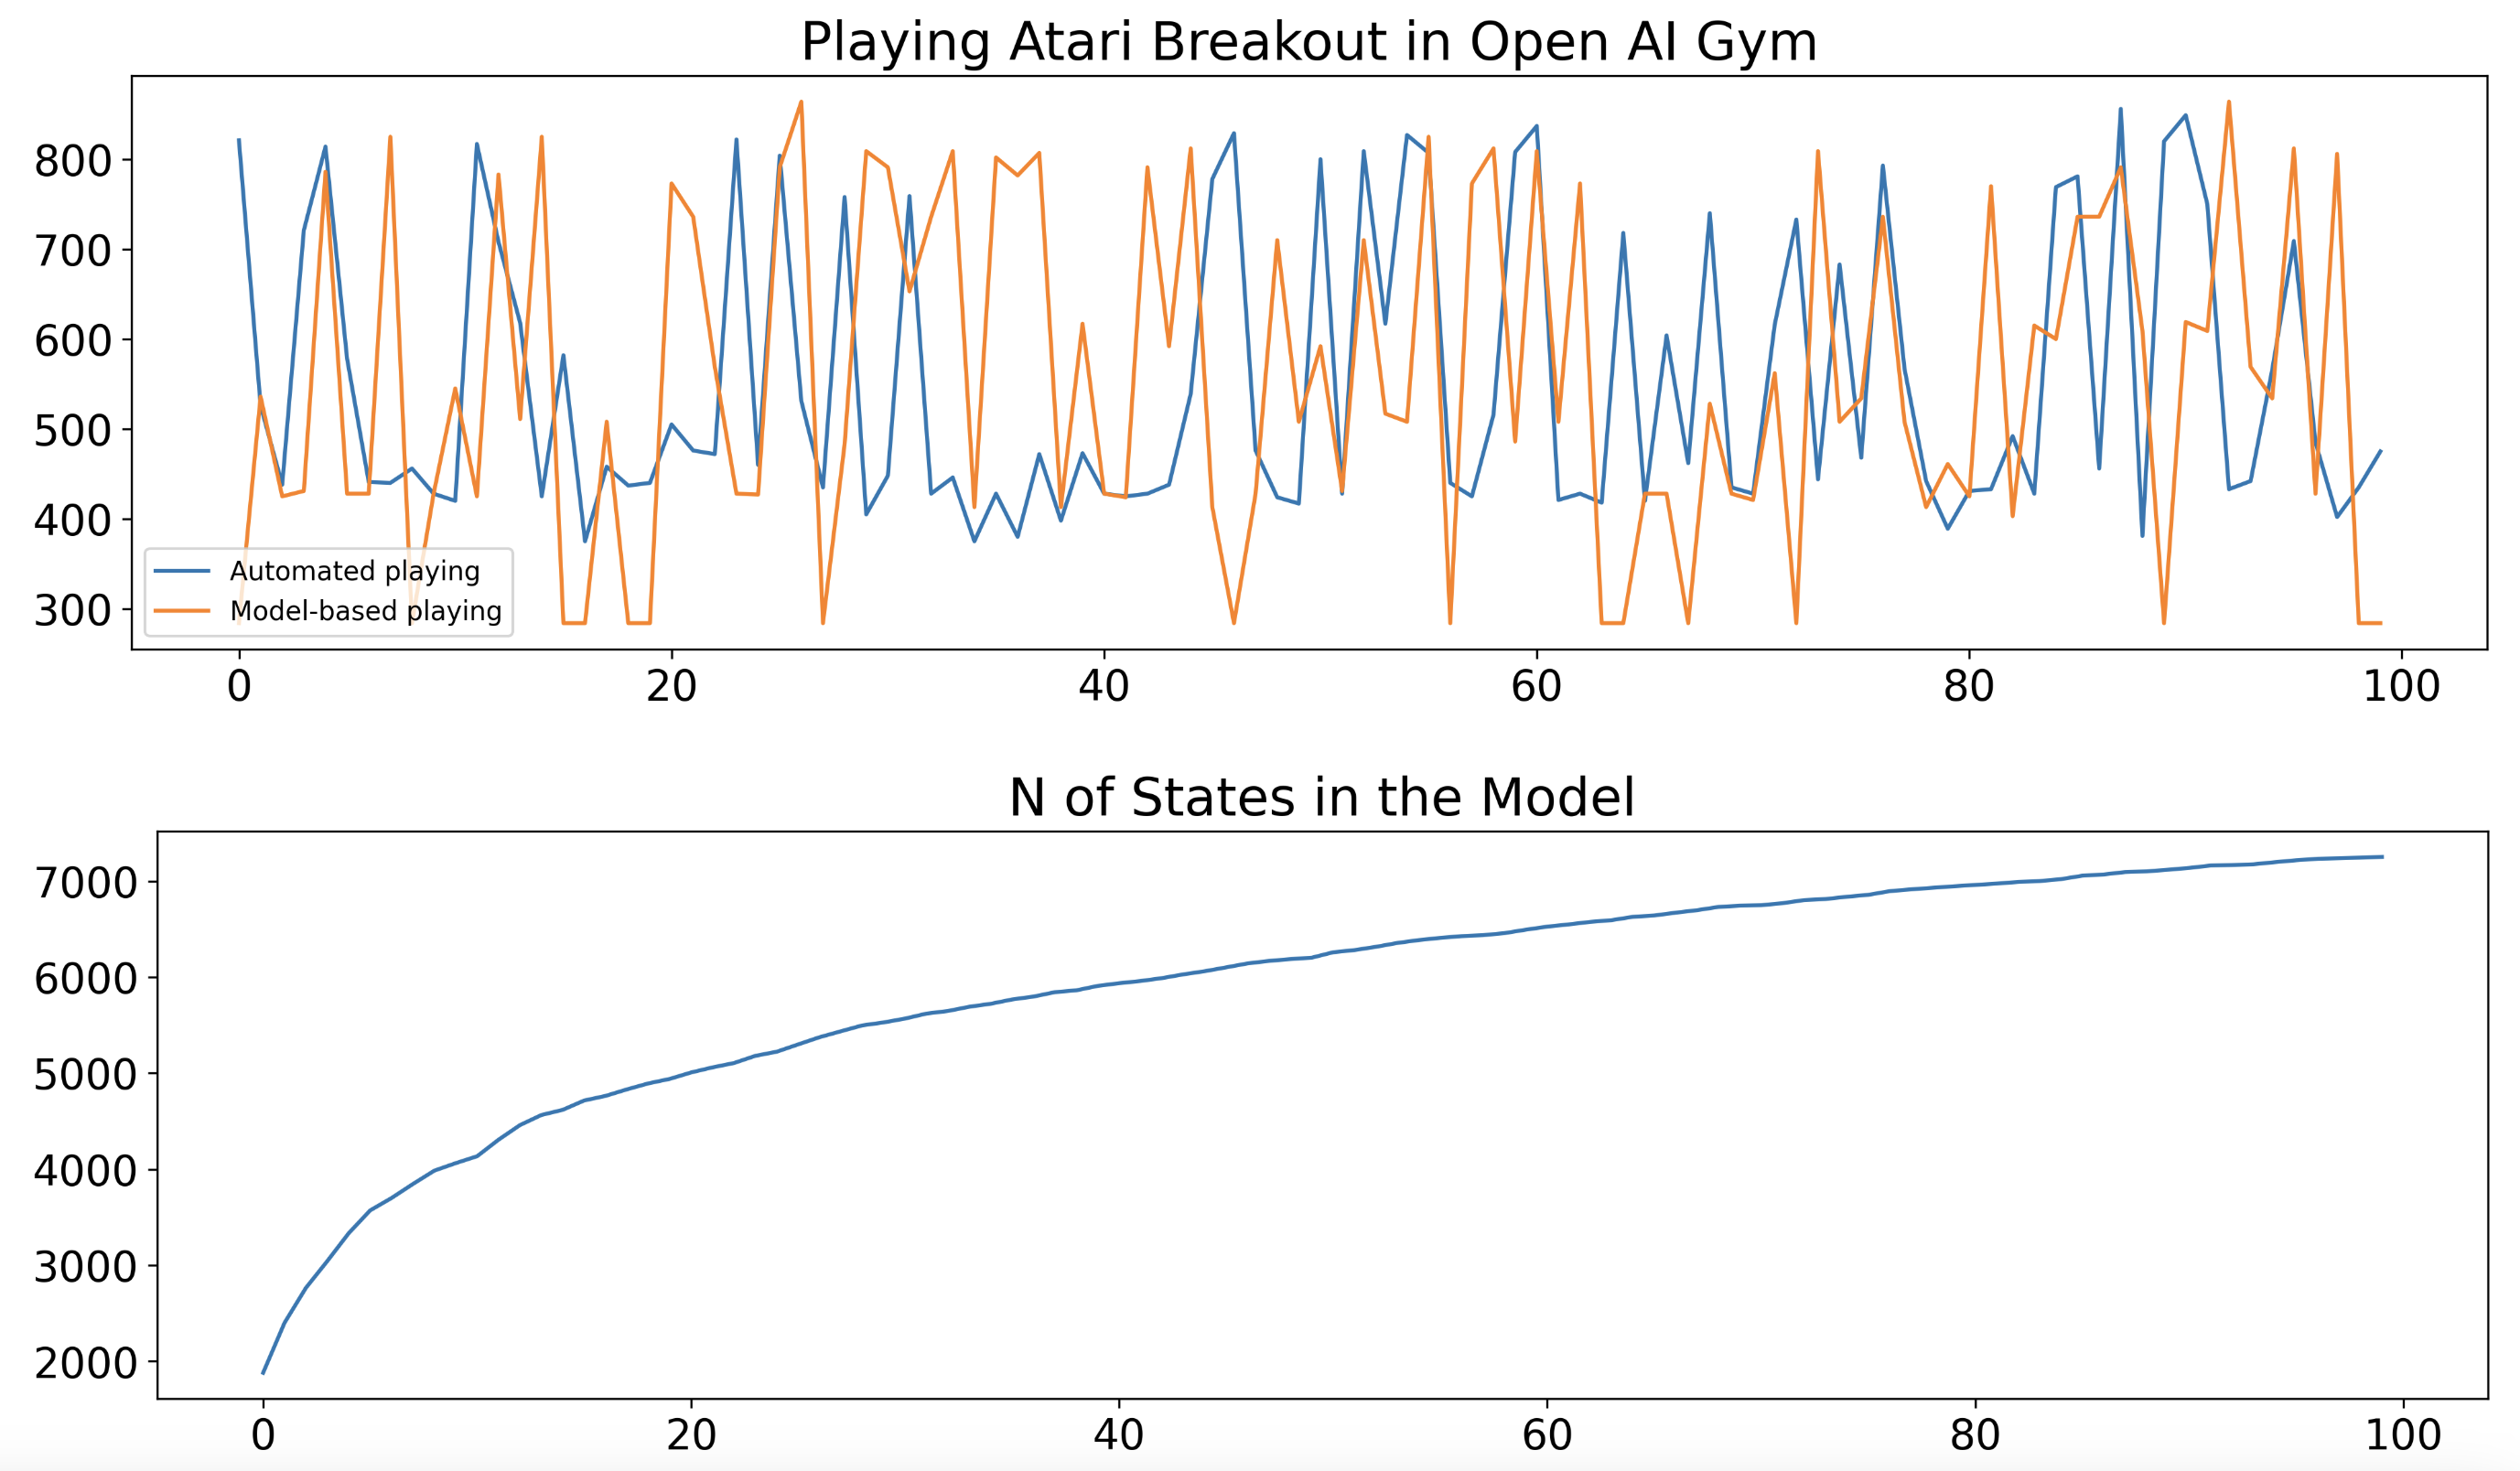 Playing Atari Breakout in Open AI Gym
800
700
600
500
400
300
Automated playing
Model-based playing
0 20 40 60 80 100
N of States in the Model
7000
6000
5000
4000
3000
2000
0 20 40 60 80 100